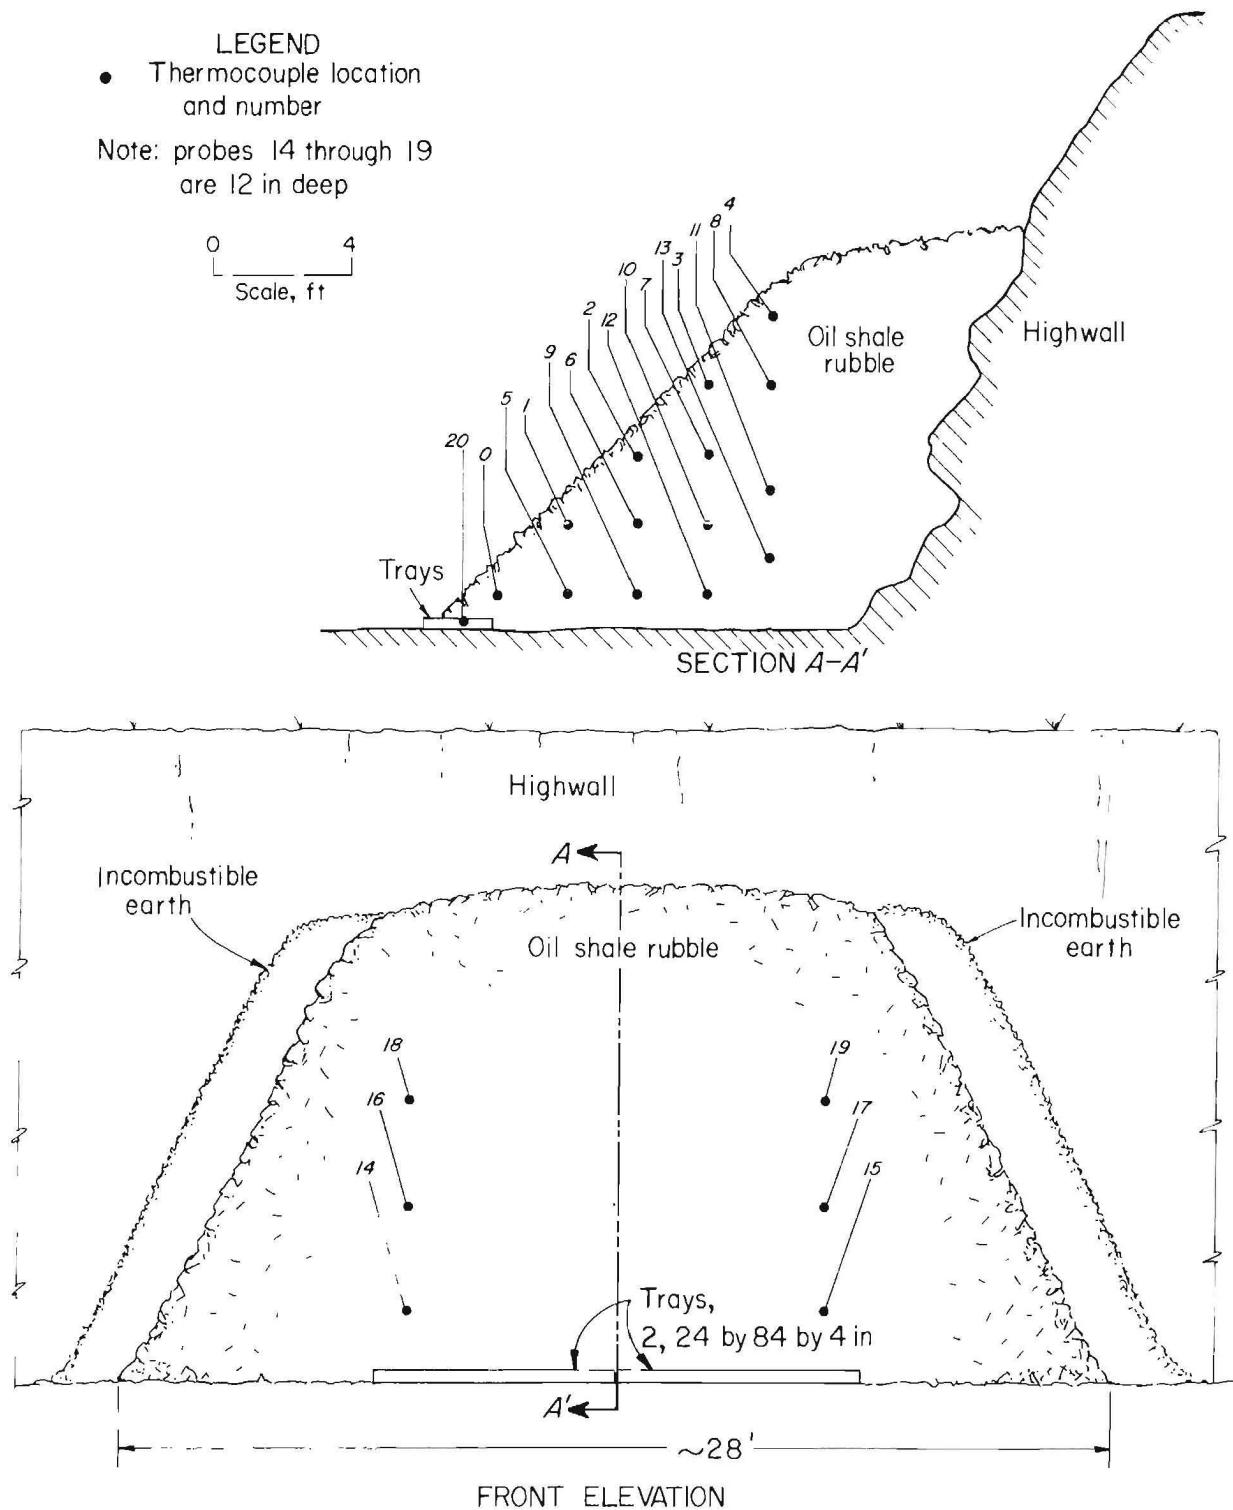 LEGEND
● Thermocouple location
and number
Note: probes 14 through 19
are 12 in deep
0 4
Scale, ft
4
8
11
13
3
7
10
12
2
6
9
1
5
20
0
Oil shale
rubble
Highwall
Trays
SECTION A-A'
Highwall
A
Incombustible
earth
Oil shale rubble
Incombustible
earth
18
19
16
17
14
15
Trays,
2, 24 by 84 by 4 in
A'
~28'
FRONT ELEVATION